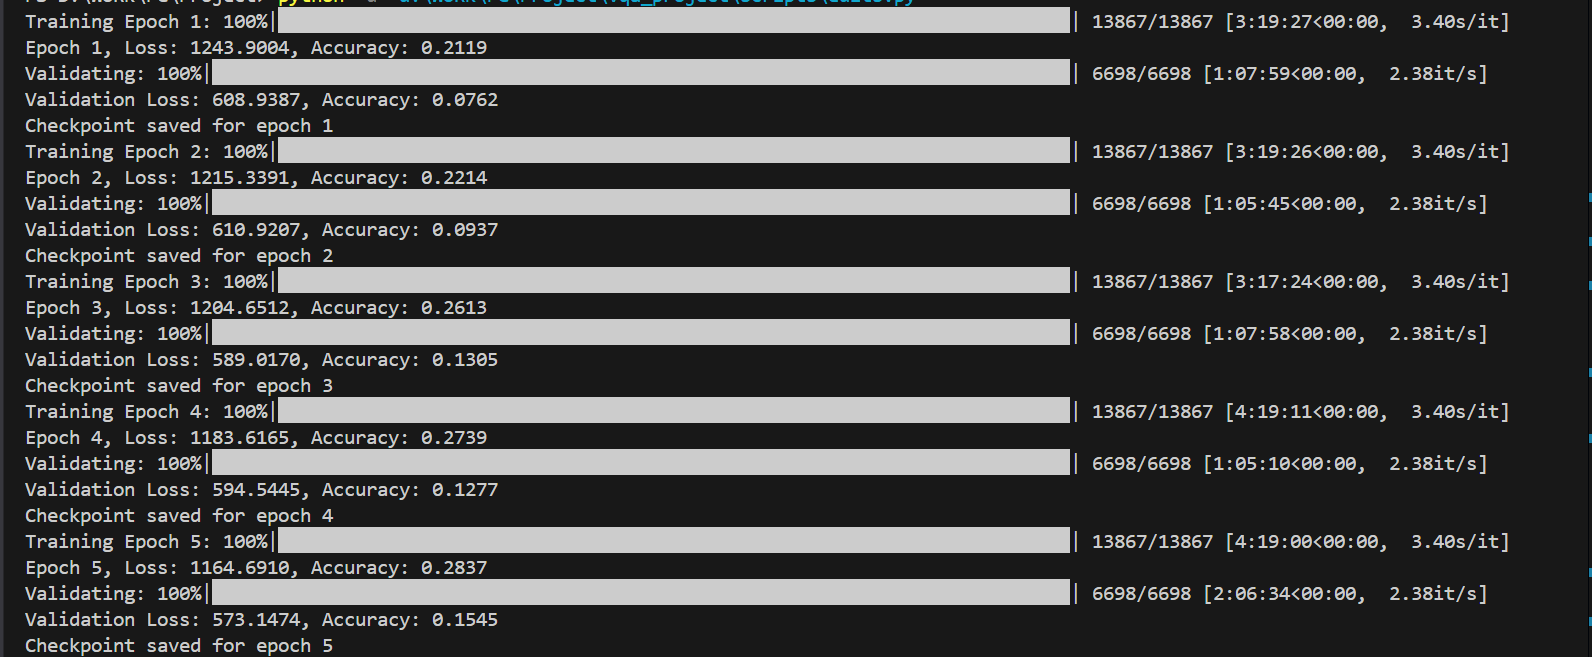 Training Epoch 1: 100%| | 13867/13867 [3:19:27<00:00, 3.40s/it]
Epoch 1, Loss: 1243.9004, Accuracy: 0.2119
Validating: 100%| | 6698/6698 [1:07:59<00:00, 2.38it/s]
Validation Loss: 608.9387, Accuracy: 0.0762
Checkpoint saved for epoch 1
Training Epoch 2: 100%| | 13867/13867 [3:19:26<00:00, 3.40s/it]
Epoch 2, Loss: 1215.3391, Accuracy: 0.2214
Validating: 100%| | 6698/6698 [1:05:45<00:00, 2.38it/s]
Validation Loss: 610.9207, Accuracy: 0.0937
Checkpoint saved for epoch 2
Training Epoch 3: 100%| | 13867/13867 [3:17:24<00:00, 3.40s/it]
Epoch 3, Loss: 1204.6512, Accuracy: 0.2613
Validating: 100%| | 6698/6698 [1:07:58<00:00, 2.38it/s]
Validation Loss: 589.0170, Accuracy: 0.1305
Checkpoint saved for epoch 3
Training Epoch 4: 100%| | 13867/13867 [4:19:11<00:00, 3.40s/it]
Epoch 4, Loss: 1183.6165, Accuracy: 0.2739
Validating: 100%| | 6698/6698 [1:05:10<00:00, 2.38it/s]
Validation Loss: 594.5445, Accuracy: 0.1277
Checkpoint saved for epoch 4
Training Epoch 5: 100%| | 13867/13867 [4:19:00<00:00, 3.40s/it]
Epoch 5, Loss: 1164.6910, Accuracy: 0.2837
Validating: 100%| | 6698/6698 [2:06:34<00:00, 2.38it/s]
Validation Loss: 573.1474, Accuracy: 0.1545
Checkpoint saved for epoch 5